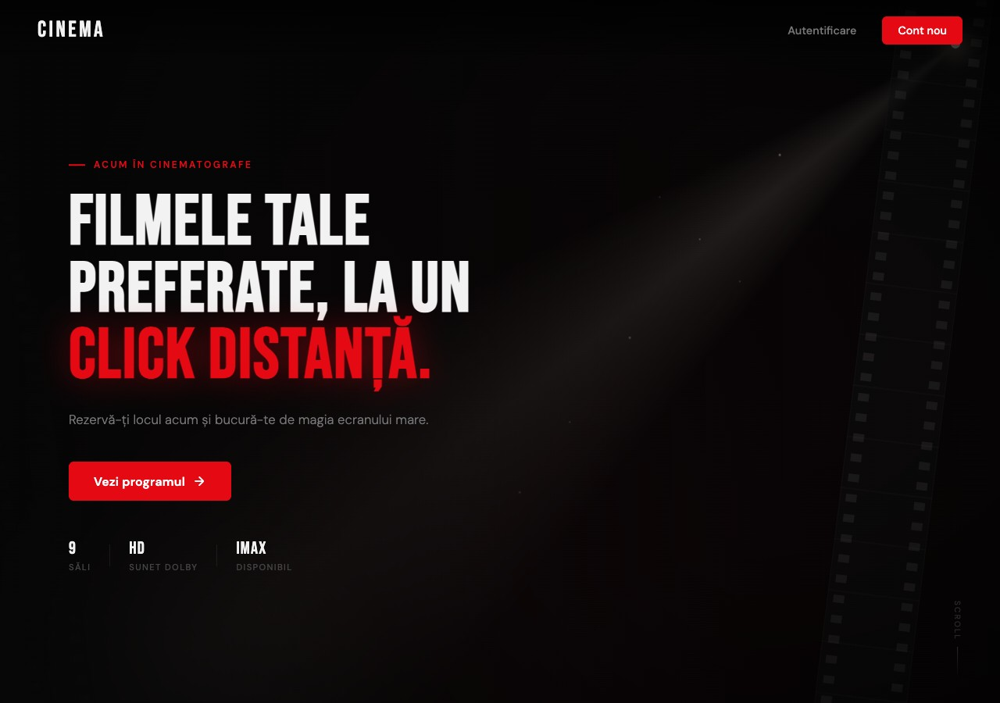 CINEMA
Autentificare
Cont nou
ACUM ÎN CINEMATOGRAFE
FILMELE TALE
PREFERATE, LA UN
CLICK DISTANȚĂ.
Rezervă-ți locul acum și bucură-te de magia ecranului mare.
Vezi programul →
9
SĂLI
HD
SUNET DOLBY
IMAX
DISPONIBIL
SCROLL